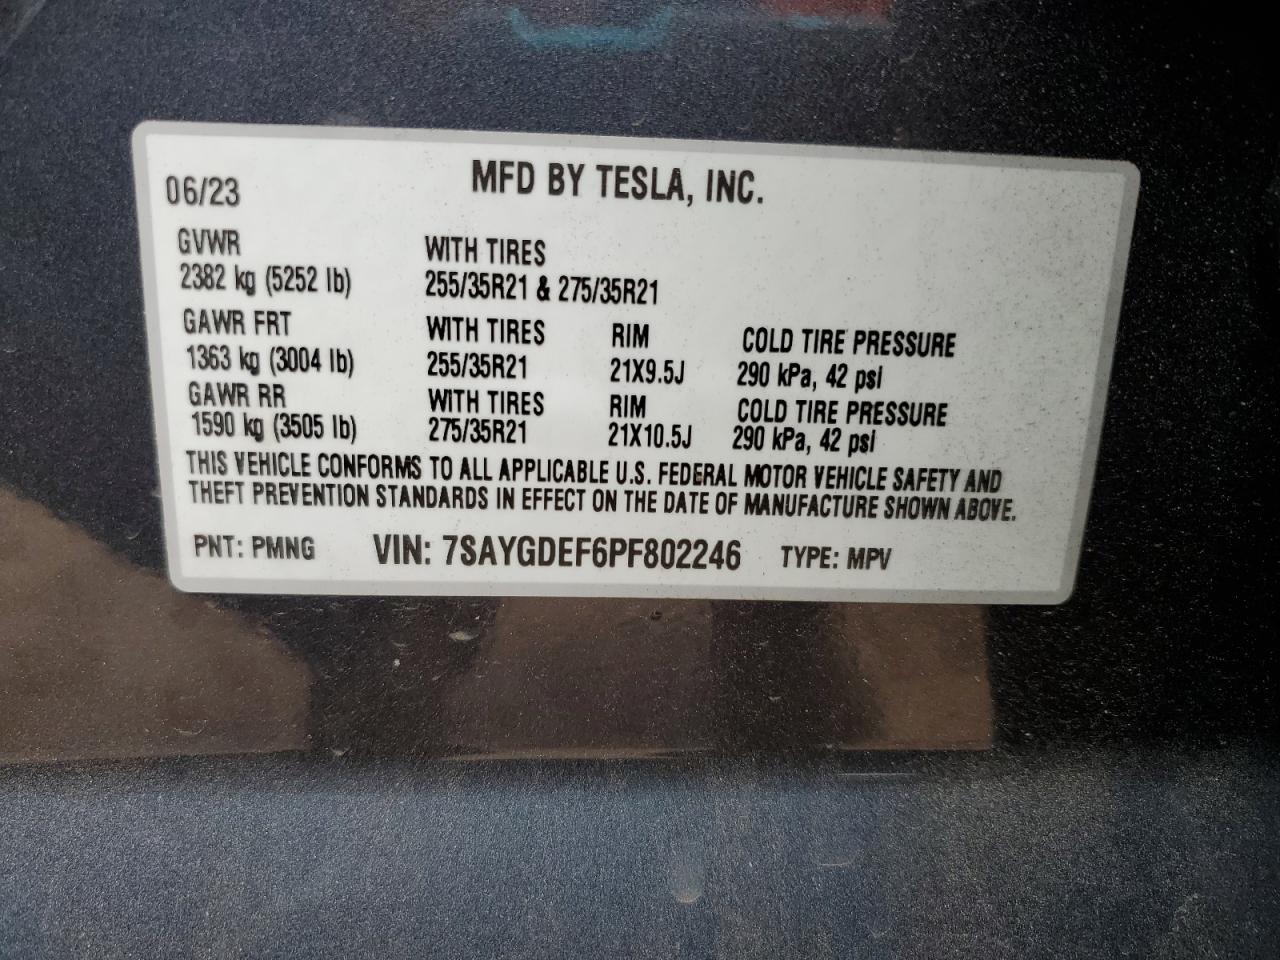 06/23 MFD BY TESLA, INC.
GVWR WITH TIRES
2382 kg (5252 lb) 255/35R21 & 275/35R21
GAWR FRT WITH TIRES RIM COLD TIRE PRESSURE
1363 kg (3004 lb) 255/35R21 21X9.5J 290 kPa, 42 psi
GAWR RR WITH TIRES RIM COLD TIRE PRESSURE
1590 kg (3505 lb) 275/35R21 21X10.5J 290 kPa, 42 psi
THIS VEHICLE CONFORMS TO ALL APPLICABLE U.S. FEDERAL MOTOR VEHICLE SAFETY AND
THEFT PREVENTION STANDARDS IN EFFECT ON THE DATE OF MANUFACTURE SHOWN ABOVE.
PNT: PMNG VIN: 7SAYGDEF6PF802246 TYPE: MPV